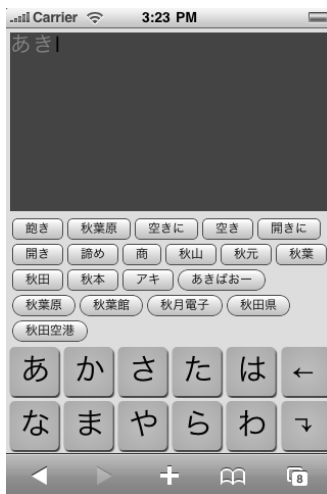 Carrier 3:23 PM
あき
飽き 秋葉原 空きに 空き 開きに
開き 諦め 商 秋山 秋元 秋葉
秋田 秋本 アキ あきばおー
秋葉原 秋葉館 秋月電子 秋田県
秋田空港
あ か さ た は ←
な ま や ら わ ↴
8